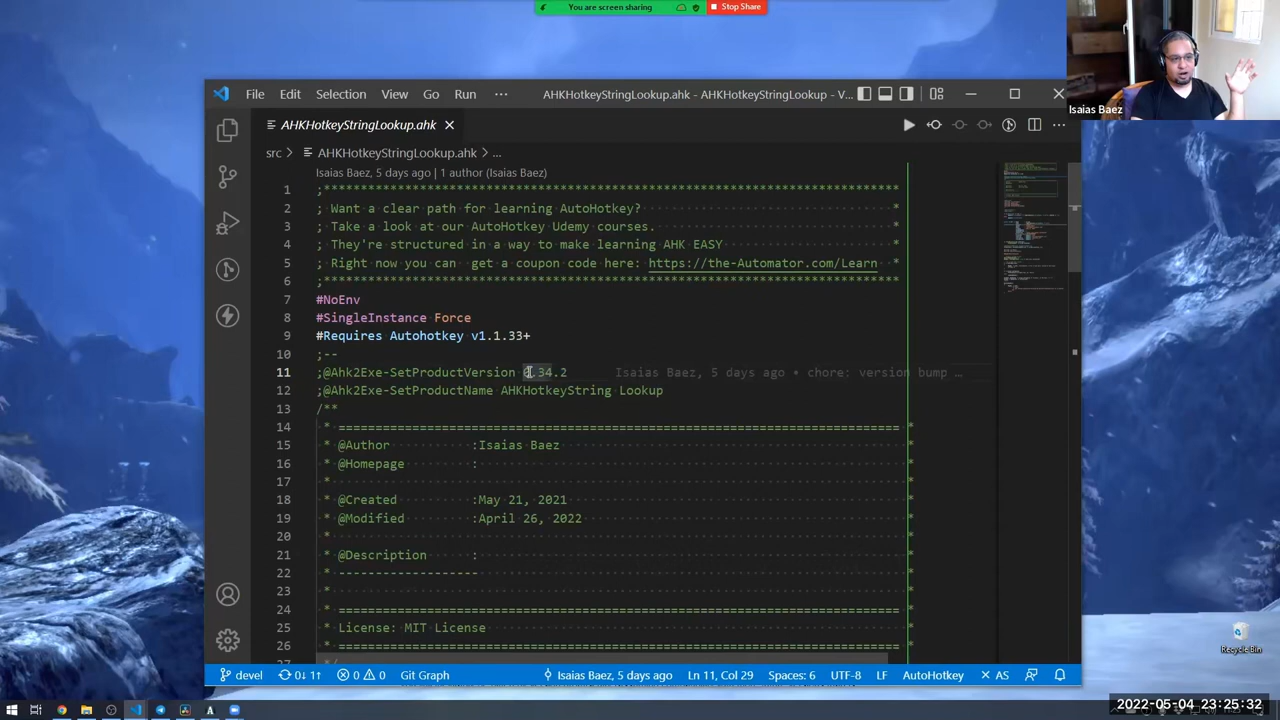 You are screen sharing
Stop Share
Isaias Baez
File Edit Selection View Go Run ··· AHKHotkeyStringLookup.ahk - AHKHotkeyStringLookup - V...
AHKHotkeyStringLookup.ahk
src > AHKHotkeyStringLookup.ahk > ...
5 days ago | 1 author (Isaias Baez)
1 ; ******************************************************************************
2 ; Want a clear path for learning AutoHotkey? *
3 ; Take a look at our AutoHotkey Udemy courses. *
4 ; They're structured in a way to make learning AHK EASY *
5 ; Right now you can get a coupon code here: https://the-Automator.com/Learn *
6 ; ******************************************************************************
7 #NoEnv
8 #SingleInstance Force
9 #Requires Autohotkey v1.1.33+
10 ;--
11 ;@Ahk2Exe-SetProductVersion .34.2 Isaias Baez, 5 days ago • chore: version bump …
12 ;@Ahk2Exe-SetProductName AHKHotkeyString Lookup
13 /**
14 * ============================================================================ *
15 * @Author :Isaias Baez *
16 * @Homepage : *
17 * *
18 * @Created :May 21, 2021 *
19 * @Modified :April 26, 2022 *
20 * *
21 * @Description : *
22 * ------------------- *
23 * *
24 * ============================================================================ *
25 * License: MIT License *
26 * ============================================================================ *
27
devel 0↓ 1↑ 0 0 Git Graph Isaias Baez, 5 days ago Ln 11, Col 29 Spaces: 6 UTF-8 LF AutoHotkey AS
Recycle Bin
2022-05-04 23:25:32